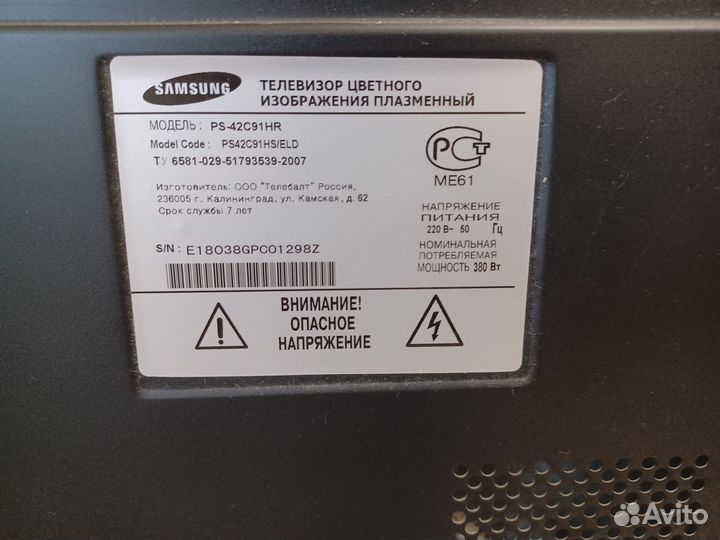 SAMSUNG
ТЕЛЕВИЗОР ЦВЕТНОГО
ИЗОБРАЖЕНИЯ ПЛАЗМЕННЫЙ
МОДЕЛЬ: PS-42C91HR
Model Code: PS42C91HS/ELD
ТУ 6581-029-51793539-2007
Изготовитель: ООО "Телебалт" Россия,
236005 г. Калининград, ул. Камская, д. 62
Срок службы 7 лет
S/N: E18038GPC01298Z
РСТ
ME61
НАПРЯЖЕНИЕ
ПИТАНИЯ
220 В~ 50 Гц
НОМИНАЛЬНАЯ
ПОТРЕБЛЯЕМАЯ
МОЩНОСТЬ 380 Вт
ВНИМАНИЕ!
ОПАСНОЕ
НАПРЯЖЕНИЕ
Avito